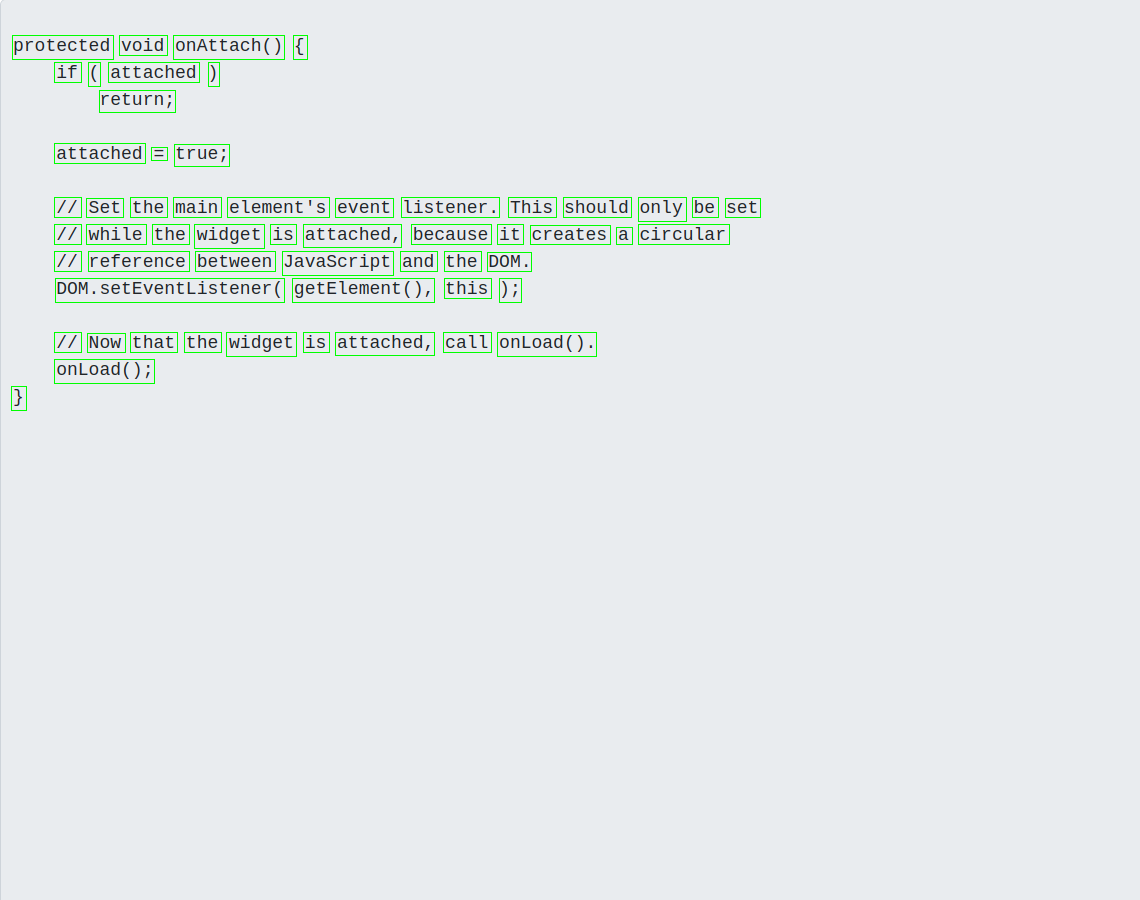 protected void onAttach() {
if ( attached )
return;
attached = true;
// Set the main element's event listener. This should only be set
// while the widget is attached, because it creates a circular
// reference between JavaScript and the DOM.
DOM.setEventListener( getElement(), this );
// Now that the widget is attached, call onLoad().
onLoad();
}